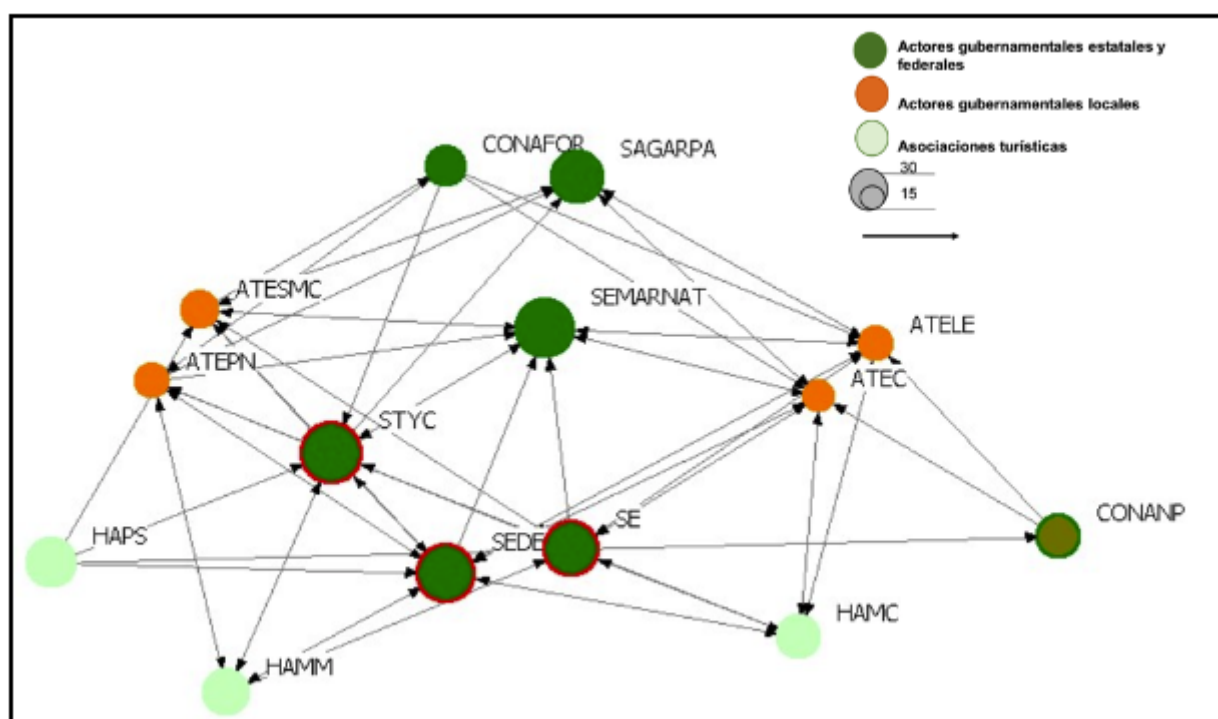 Actores gubernamentales estatales y
federales
Actores gubernamentales locales
Asociaciones turísticas
30
15
CONAFOR
SAGARPA
ATESMC
SEMARNAT
ATELE
ATEPN
ATEC
STYC
HAPS
SEDE
SE
CONANP
HAMC
HAMM